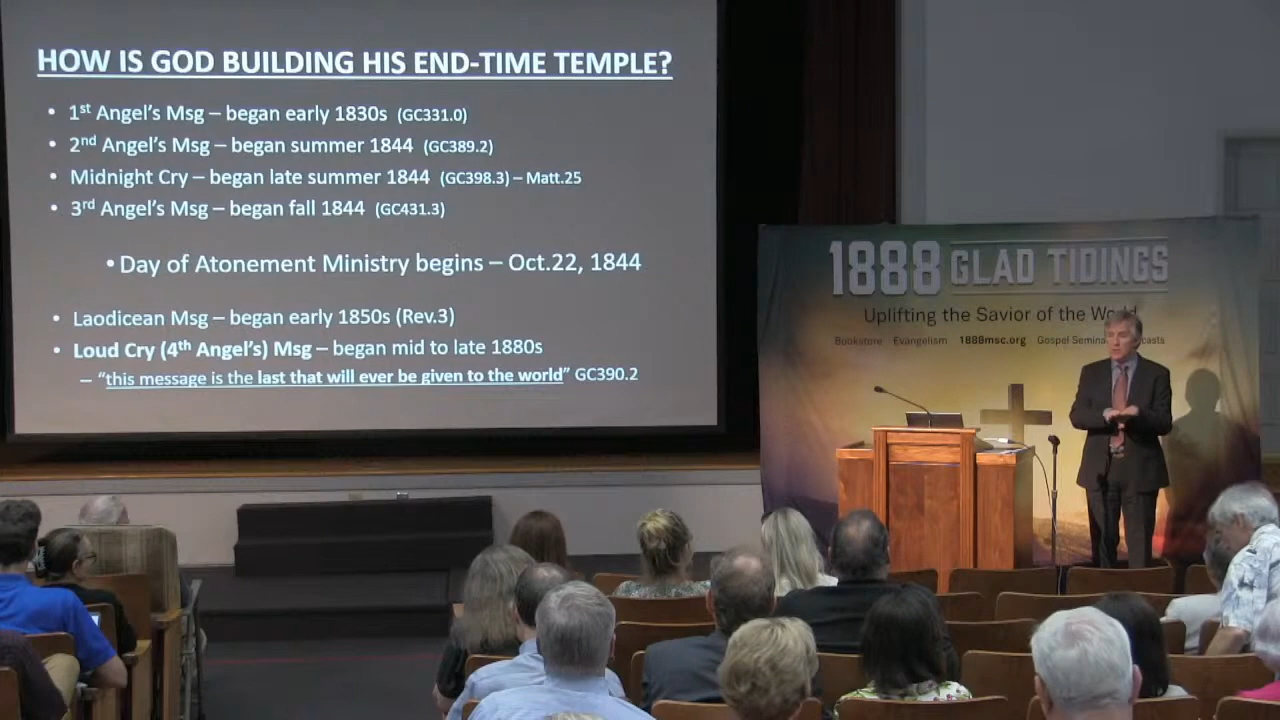 HOW IS GOD BUILDING HIS END-TIME TEMPLE?
• 1st Angel's Msg – began early 1830s (GC331.0)
• 2nd Angel's Msg – began summer 1844 (GC389.2)
• Midnight Cry – began late summer 1844 (GC398.3) – Matt.25
• 3rd Angel's Msg – began fall 1844 (GC431.3)
• Day of Atonement Ministry begins – Oct.22, 1844
• Laodicean Msg – began early 1850s (Rev.3)
• Loud Cry (4th Angel's) Msg – began mid to late 1880s
– "this message is the last that will ever be given to the world" GC390.2
1888 GLAD TIDINGS
Uplifting the Savior of the World
Bookstore Evangelism 1888msc.org Gospel